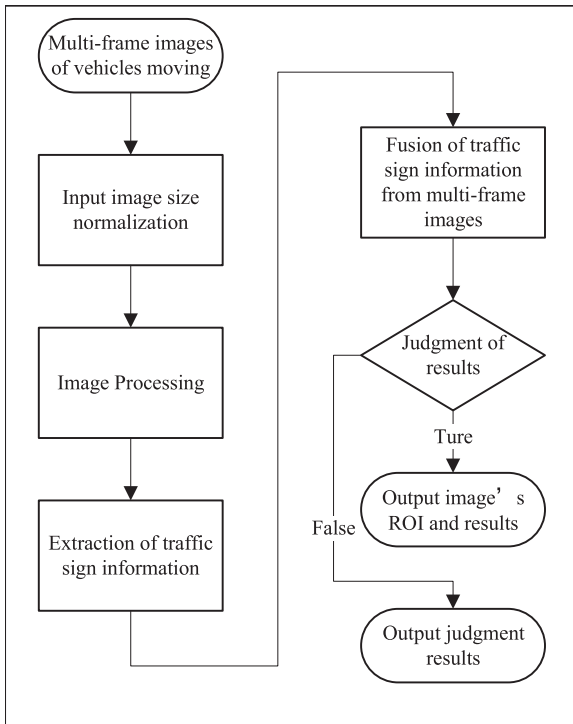 Multi-frame images
of vehicles moving
Input image size
normalization
Image Processing
Extraction of traffic
sign information
Fusion of traffic
sign information
from multi-frame
images
Judgment of
results
Ture
Output image’s
ROI and results
False
Output judgment
results